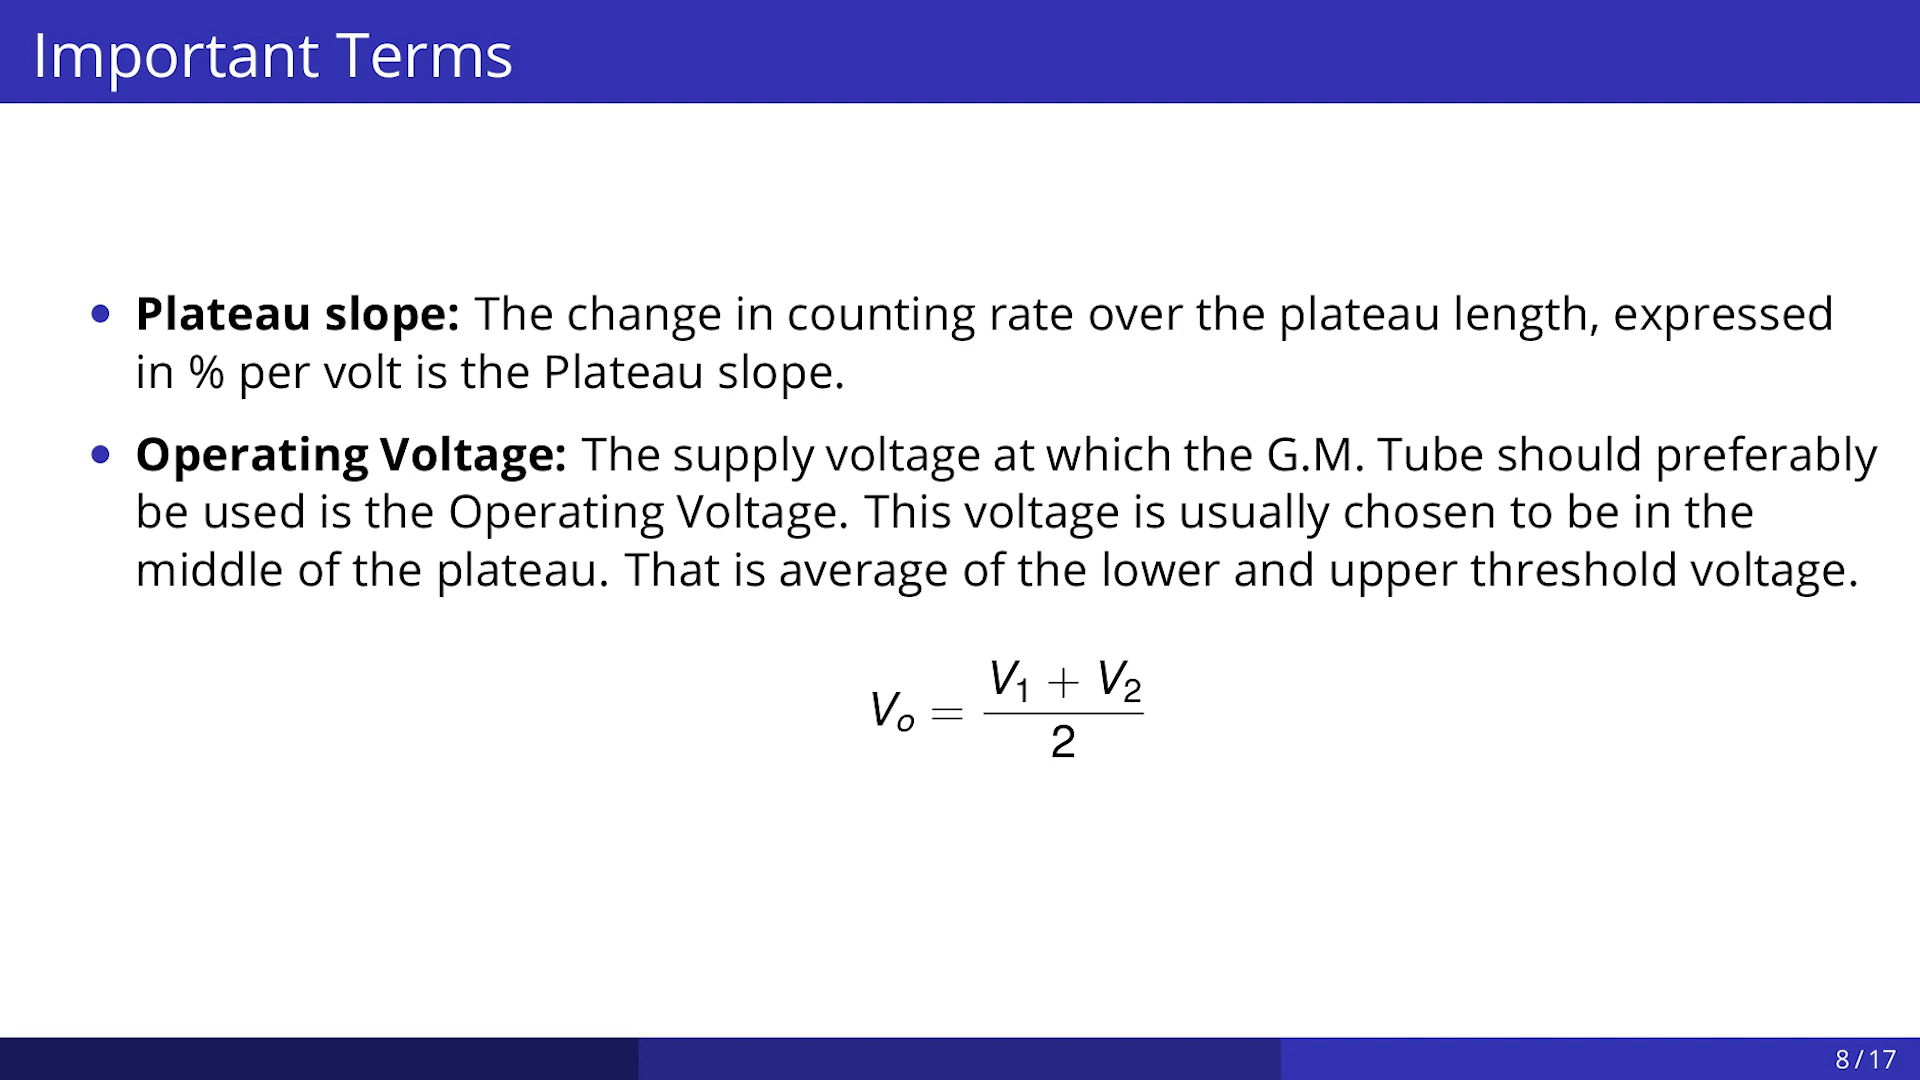 Important Terms
• Plateau slope: The change in counting rate over the plateau length, expressed
in % per volt is the Plateau slope.
• Operating Voltage: The supply voltage at which the G.M. Tube should preferably
be used is the Operating Voltage. This voltage is usually chosen to be in the
middle of the plateau. That is average of the lower and upper threshold voltage.
Vₒ = (V₁ + V₂) / 2
8 / 17